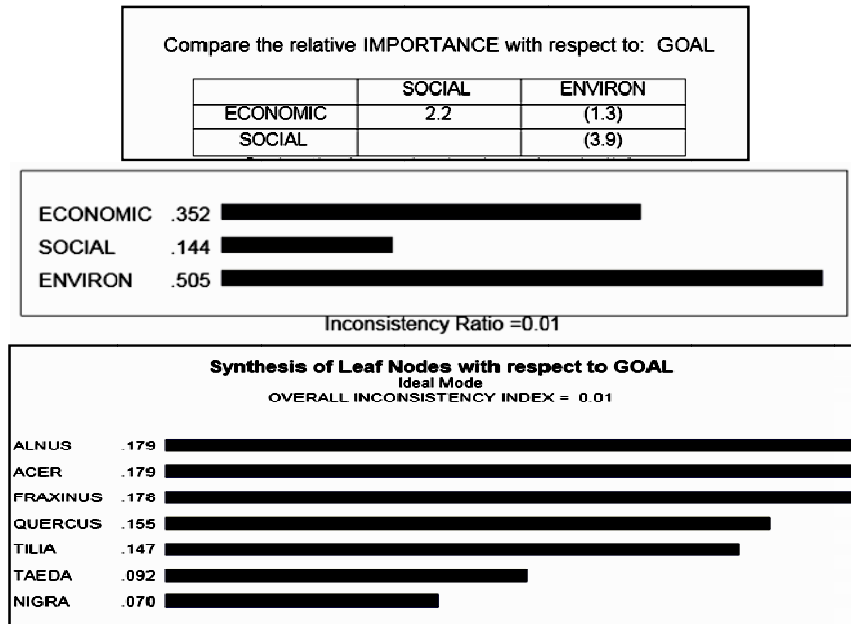 Compare the relative IMPORTANCE with respect to: GOAL
SOCIAL ENVIRON
ECONOMIC 2.2 (1.3)
SOCIAL (3.9)
ECONOMIC .352
SOCIAL .144
ENVIRON .505
Inconsistency Ratio =0.01
Synthesis of Leaf Nodes with respect to GOAL
Ideal Mode
OVERALL INCONSISTENCY INDEX = 0.01
ALNUS .179
ACER .179
FRAXINUS .178
QUERCUS .155
TILIA .147
TAEDA .092
NIGRA .070